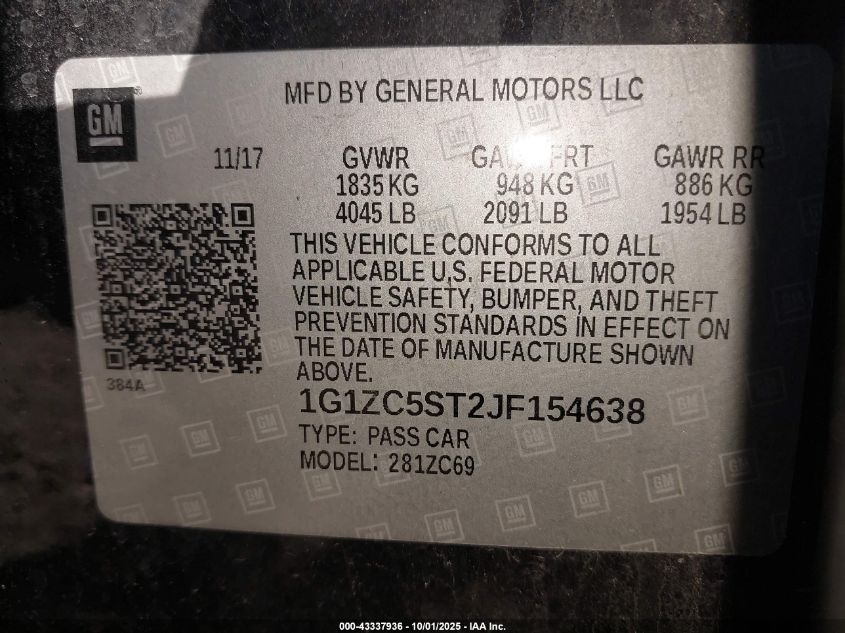 GM
MFD BY GENERAL MOTORS LLC
11/17 GVWR GAWR FRT GAWR RR
1835 KG 948 KG 886 KG
4045 LB 2091 LB 1954 LB
THIS VEHICLE CONFORMS TO ALL
APPLICABLE U.S. FEDERAL MOTOR
VEHICLE SAFETY, BUMPER, AND THEFT
PREVENTION STANDARDS IN EFFECT ON
THE DATE OF MANUFACTURE SHOWN
ABOVE.
384A
1G1ZC5ST2JF154638
TYPE: PASS CAR
MODEL: 281ZC69
000-43337936 - 10/01/2025 - IAA Inc.